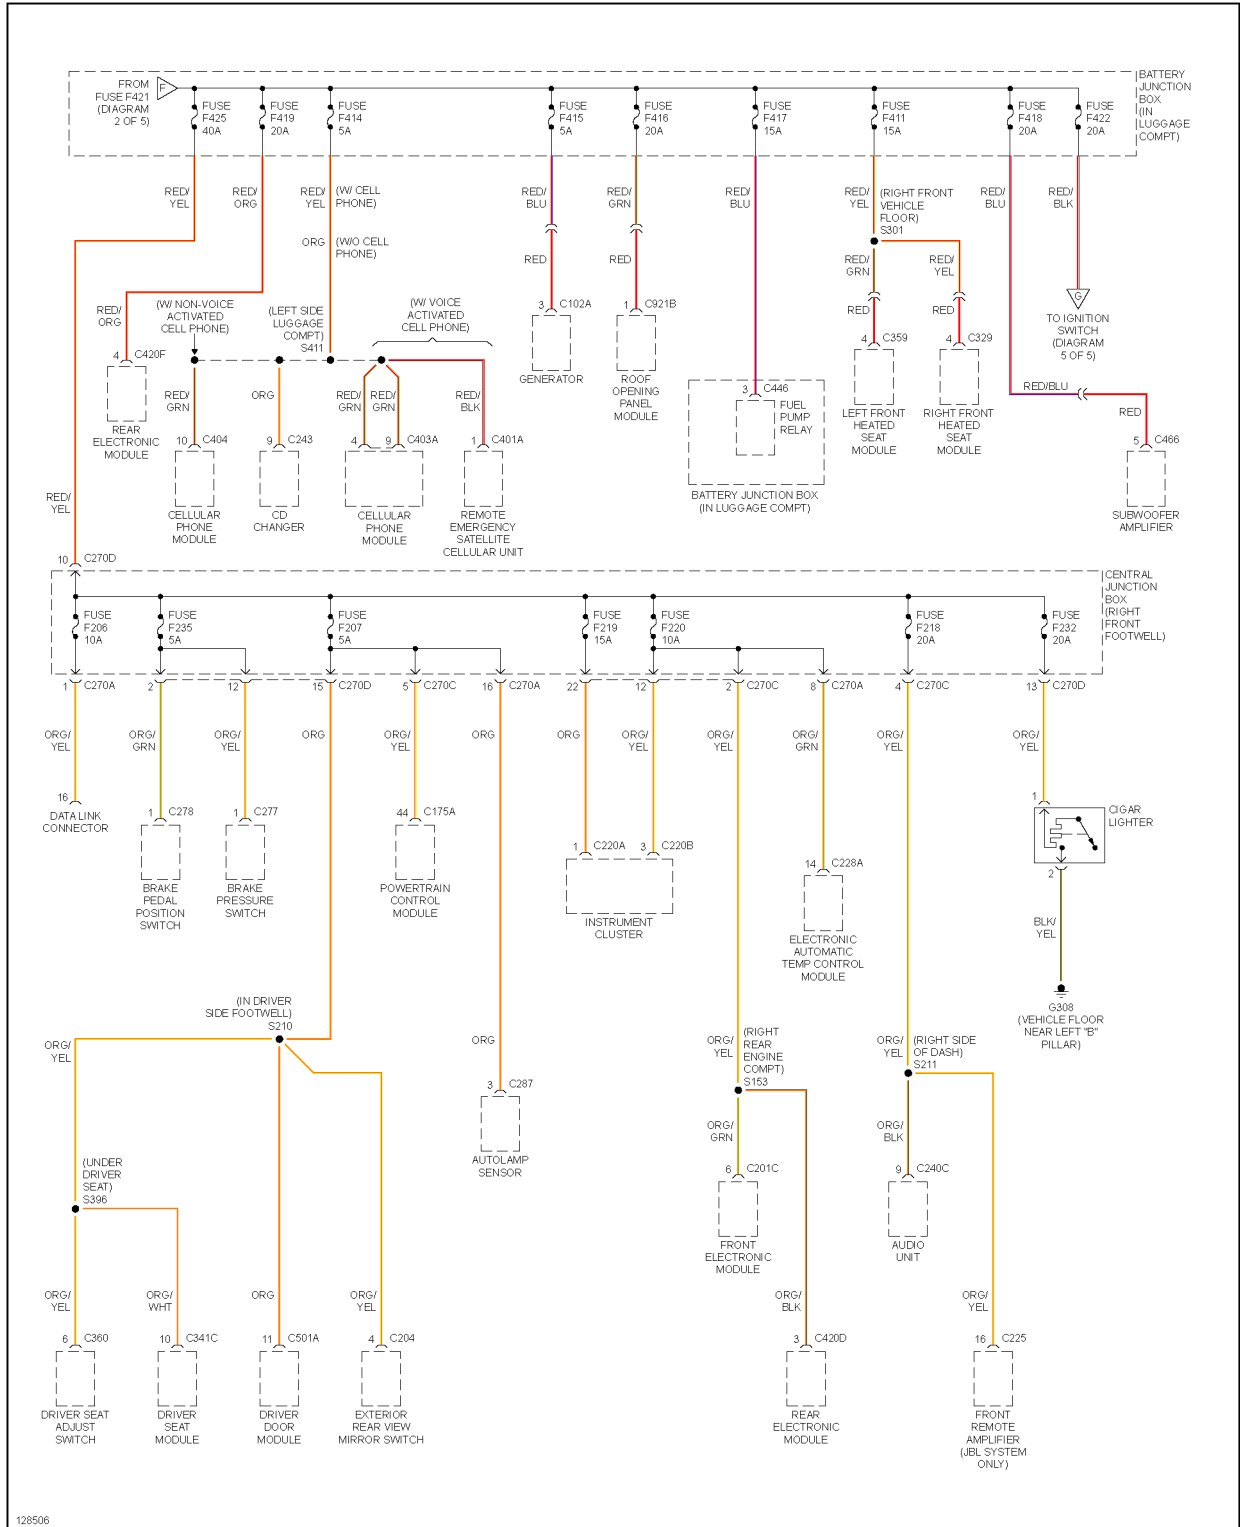 FROM
FUSE F421
(DIAGRAM
2 OF 5)
F
FUSE
F425
40A
FUSE
F419
20A
FUSE
F414
5A
FUSE
F415
5A
FUSE
F416
20A
FUSE
F417
15A
FUSE
F411
15A
FUSE
F418
20A
FUSE
F422
20A
BATTERY
JUNCTION
BOX
(IN
LUGGAGE
COMPT)
RED/
YEL
RED/
ORG
RED/
YEL
(W/ CELL
PHONE)
ORG
(W/O CELL
PHONE)
RED/
BLU
RED
RED/
GRN
RED
RED/
BLU
RED/
YEL
(RIGHT FRONT
VEHICLE
FLOOR)
S301
RED/
GRN
RED/
YEL
RED
RED
RED/
BLU
RED/
BLK
G
TO IGNITION
SWITCH
(DIAGRAM
5 OF 5)
RED/
ORG
(W/ NON-VOICE
ACTIVATED
CELL PHONE)
(LEFT SIDE
LUGGAGE
COMPT)
S411
(W/ VOICE
ACTIVATED
CELL PHONE)
3 C102A
GENERATOR
1 C921B
ROOF
OPENING
PANEL
MODULE
4 C359
LEFT FRONT
HEATED
SEAT
MODULE
4 C329
RIGHT FRONT
HEATED
SEAT
MODULE
4 C420F
REAR
ELECTRONIC
MODULE
RED/
GRN
ORG
RED/
GRN
RED/
GRN
RED/
BLK
3 C446
FUEL
PUMP
RELAY
BATTERY JUNCTION BOX
(IN LUGGAGE COMPT)
RED/BLU
RED
5 C466
SUBWOOFER
AMPLIFIER
10 C404
CELLULAR
PHONE
MODULE
9 C243
CD
CHANGER
4 9 C403A
CELLULAR
PHONE
MODULE
1 C401A
REMOTE
EMERGENCY
SATELLITE
CELLULAR UNIT
RED/
YEL
10 C270D
CENTRAL
JUNCTION
BOX
(RIGHT
FRONT
FOOTWELL)
FUSE
F206
10A
FUSE
F235
5A
FUSE
F207
5A
FUSE
F219
15A
FUSE
F220
10A
FUSE
F218
20A
FUSE
F232
20A
1 C270A
2
12
15 C270D
5 C270C
16 C270A
22
12
2 C270C
8 C270A
4 C270C
13 C270D
ORG/
YEL
ORG/
GRN
ORG/
YEL
ORG
ORG/
YEL
ORG
ORG
ORG/
YEL
ORG/
YEL
ORG/
GRN
ORG/
YEL
ORG/
YEL
16
DATA LINK
CONNECTOR
1 C278
BRAKE
PEDAL
POSITION
SWITCH
1 C277
BRAKE
PRESSURE
SWITCH
44 C175A
POWERTRAIN
CONTROL
MODULE
1 C220A
3 C220B
INSTRUMENT
CLUSTER
14 C228A
ELECTRONIC
AUTOMATIC
TEMP CONTROL
MODULE
1
CIGAR
LIGHTER
2
BLK/
YEL
G308
(VEHICLE FLOOR
NEAR LEFT "B"
PILLAR)
(IN DRIVER
SIDE FOOTWELL)
S210
ORG/
YEL
ORG
3 C287
AUTOLAMP
SENSOR
ORG/
YEL
(RIGHT
REAR
ENGINE
COMPT)
S153
ORG/
YEL
(RIGHT SIDE
OF DASH)
S211
ORG/
GRN
ORG/
BLK
6 C201C
FRONT
ELECTRONIC
MODULE
9 C240C
AUDIO
UNIT
(UNDER
DRIVER
SEAT)
S396
ORG/
YEL
ORG/
WHT
ORG
ORG/
YEL
ORG/
BLK
ORG/
YEL
6 C360
DRIVER SEAT
ADJUST
SWITCH
10 C341C
DRIVER
SEAT
MODULE
11 C501A
DRIVER
DOOR
MODULE
4 C204
EXTERIOR
REAR VIEW
MIRROR SWITCH
3 C420D
REAR
ELECTRONIC
MODULE
16 C225
FRONT
REMOTE
AMPLIFIER
(JBL SYSTEM
ONLY)
128506